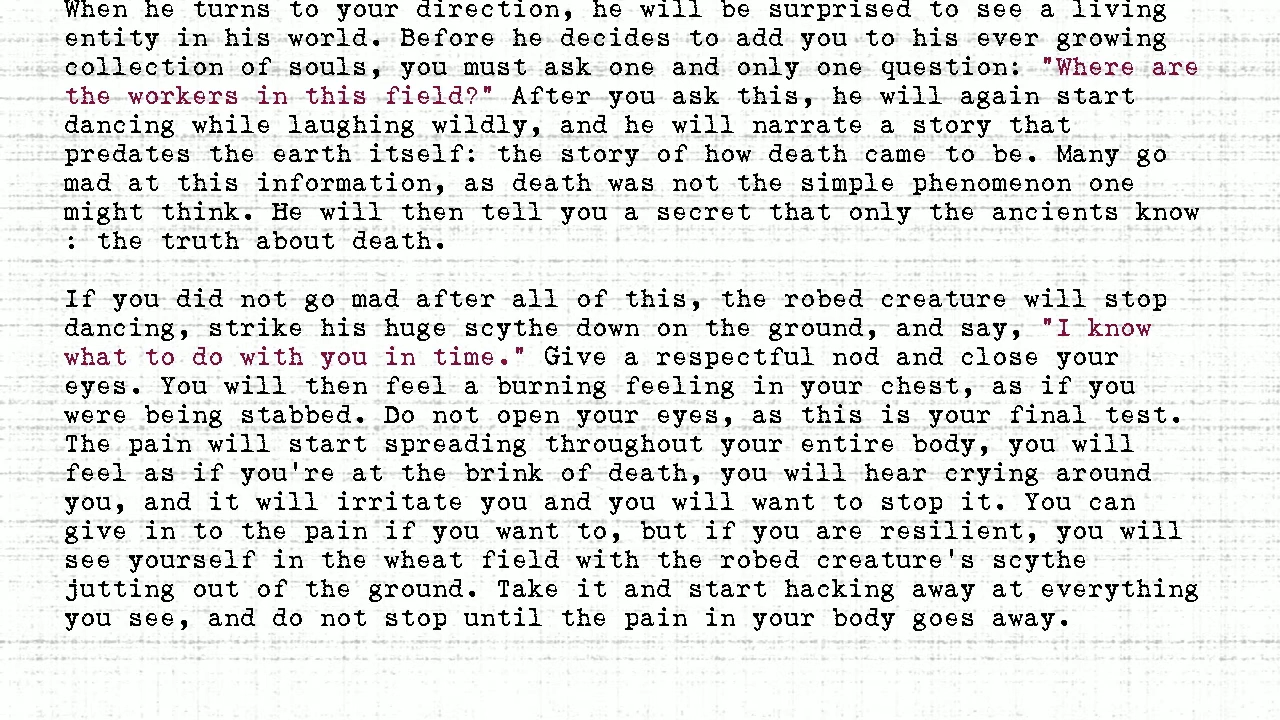 When he turns to your direction, he will be surprised to see a living
entity in his world. Before he decides to add you to his ever growing
collection of souls, you must ask one and only one question: "Where are
the workers in this field?" After you ask this, he will again start
dancing while laughing wildly, and he will narrate a story that
predates the earth itself: the story of how death came to be. Many go
mad at this information, as death was not the simple phenomenon one
might think. He will then tell you a secret that only the ancients know
: the truth about death.
If you did not go mad after all of this, the robed creature will stop
dancing, strike his huge scythe down on the ground, and say, "I know
what to do with you in time." Give a respectful nod and close your
eyes. You will then feel a burning feeling in your chest, as if you
were being stabbed. Do not open your eyes, as this is your final test.
The pain will start spreading throughout your entire body, you will
feel as if you're at the brink of death, you will hear crying around
you, and it will irritate you and you will want to stop it. You can
give in to the pain if you want to, but if you are resilient, you will
see yourself in the wheat field with the robed creature's scythe
jutting out of the ground. Take it and start hacking away at everything
you see, and do not stop until the pain in your body goes away.